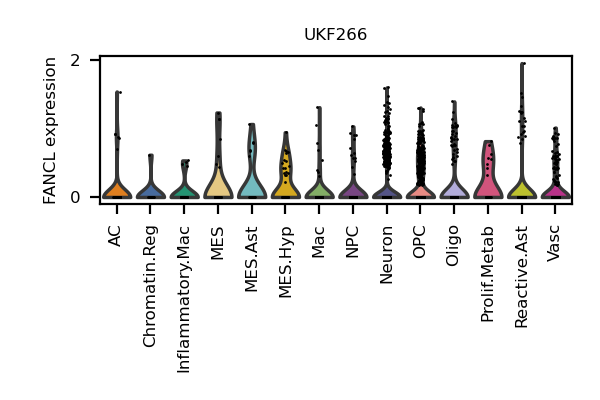 UKF266
FANCL expression
2
0
AC
Chromatin.Reg
Inflammatory.Mac
MES
MES.Ast
MES.Hyp
Mac
NPC
Neuron
OPC
Oligo
Prolif.Metab
Reactive.Ast
Vasc